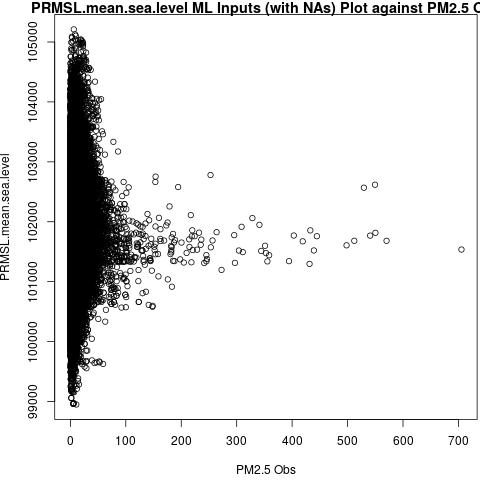 PRMSL.mean.sea.level ML Inputs (with NAs) Plot against PM2.5 O
PRMSL.mean.sea.level
105000
104000
103000
102000
101000
100000
99000
0 100 200 300 400 500 600 700
PM2.5 Obs